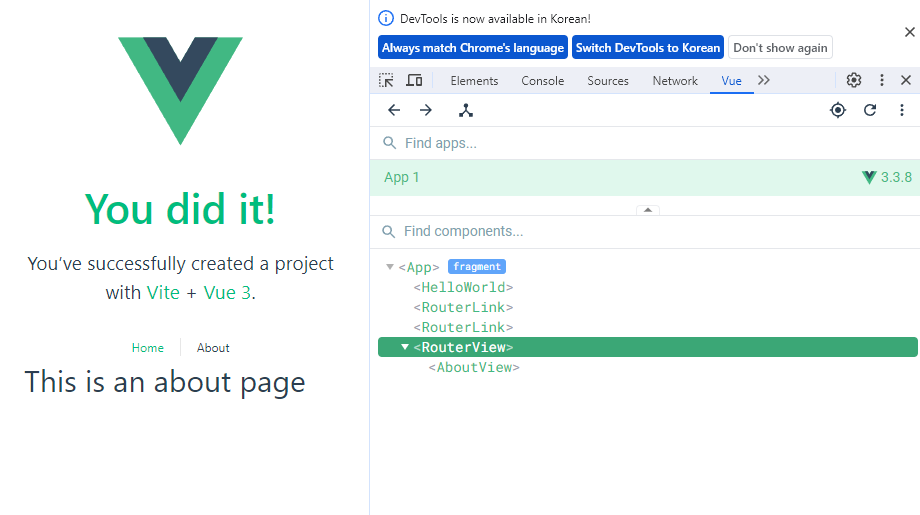 You did it!
You’ve successfully created a project
with Vite + Vue 3.
Home
About
This is an about page
DevTools is now available in Korean!
Always match Chrome's language
Switch DevTools to Korean
Don't show again
Elements
Console
Sources
Network
Vue
Find apps...
App 1
3.3.8
Find components...
<App> fragment
<HelloWorld>
<RouterLink>
<RouterLink>
<RouterView>
<AboutView>